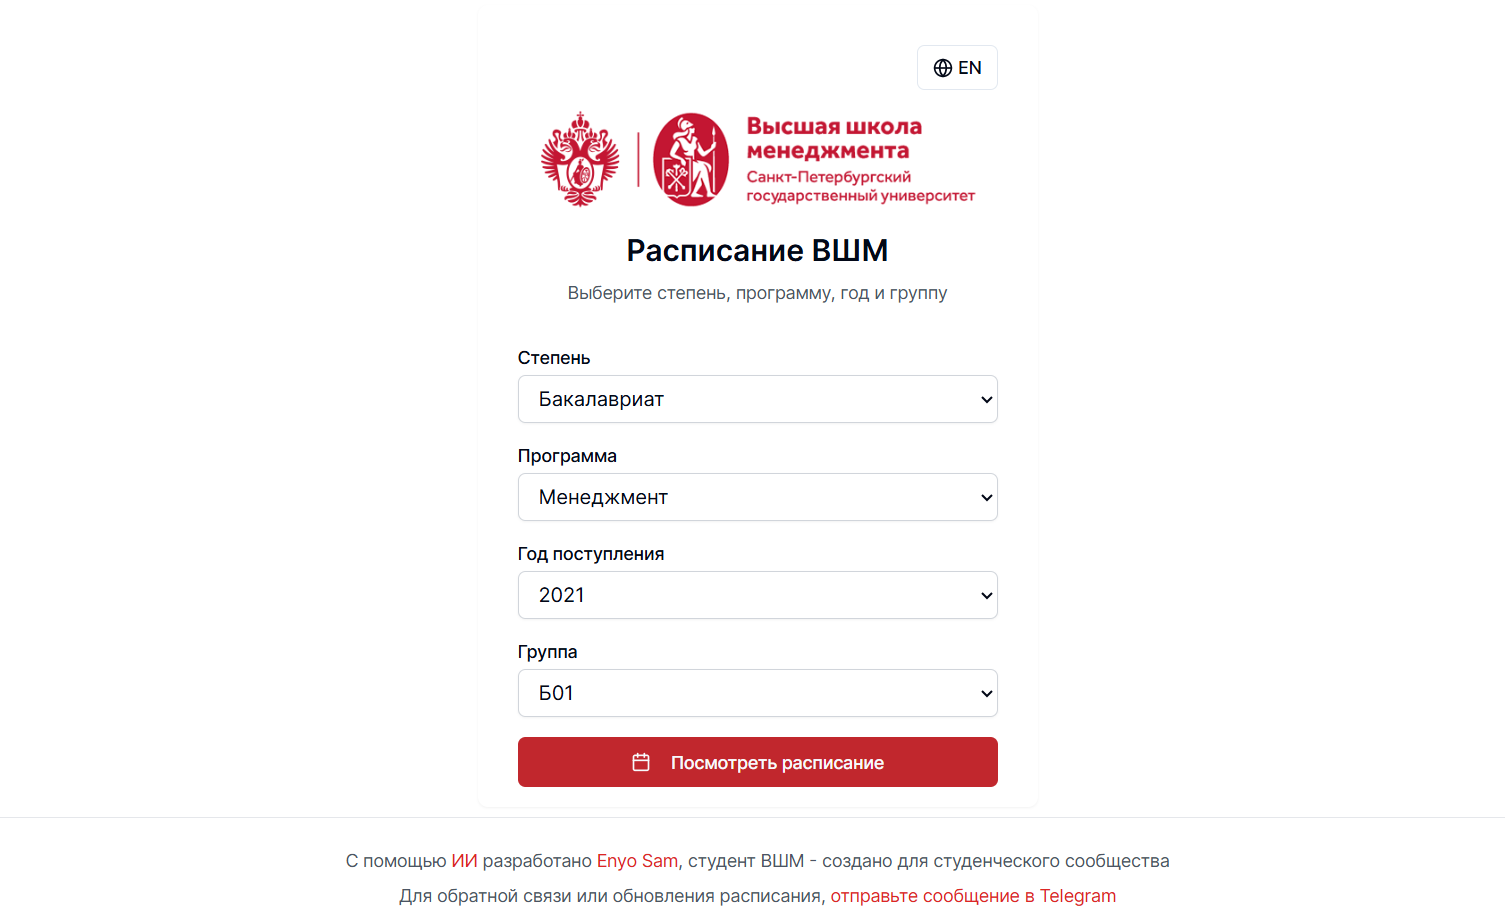 EN
Высшая школа
менеджмента
Санкт-Петербургский
государственный университет
Расписание ВШМ
Выберите степень, программу, год и группу
Степень
Бакалавриат
Программа
Менеджмент
Год поступления
2021
Группа
Б01
Посмотреть расписание
С помощью ИИ разработано Enyo Sam, студент ВШМ - создано для студенческого сообщества
Для обратной связи или обновления расписания, отправьте сообщение в Telegram